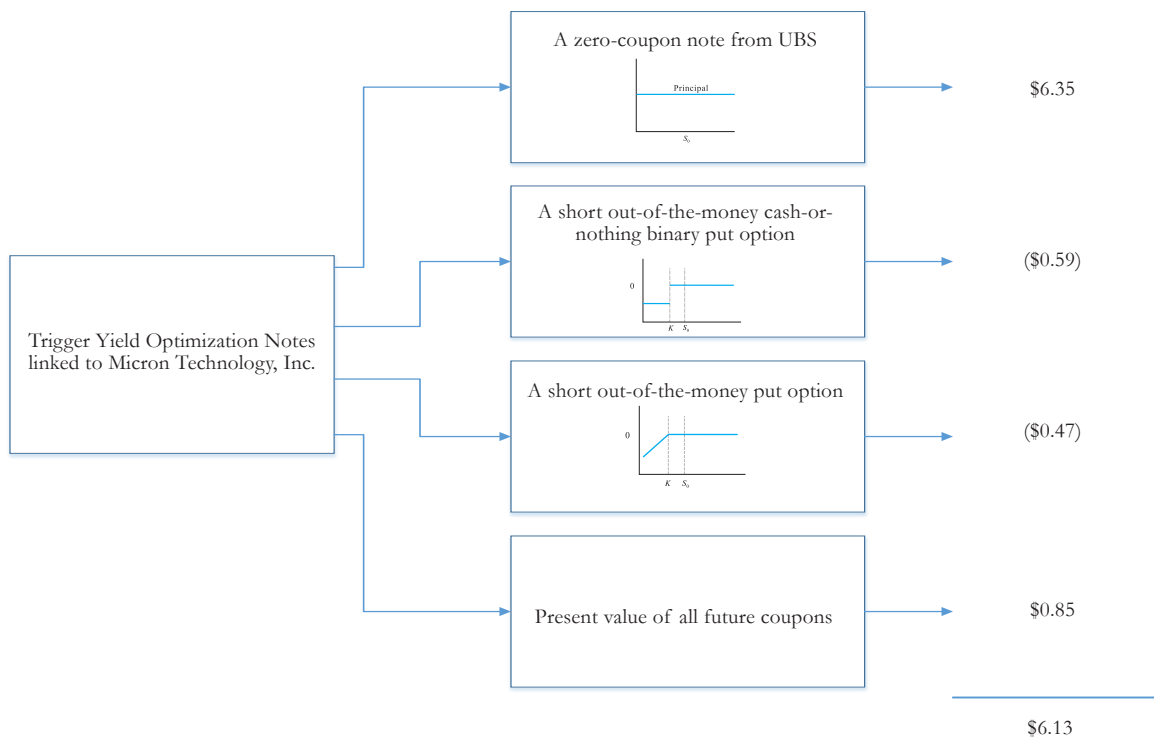 A zero-coupon note from UBS
Principal
S0
$6.35
A short out-of-the-money cash-or-
nothing binary put option
0
K S0
($0.59)
Trigger Yield Optimization Notes
linked to Micron Technology, Inc.
A short out-of-the-money put option
0
K S0
($0.47)
Present value of all future coupons
$0.85
$6.13